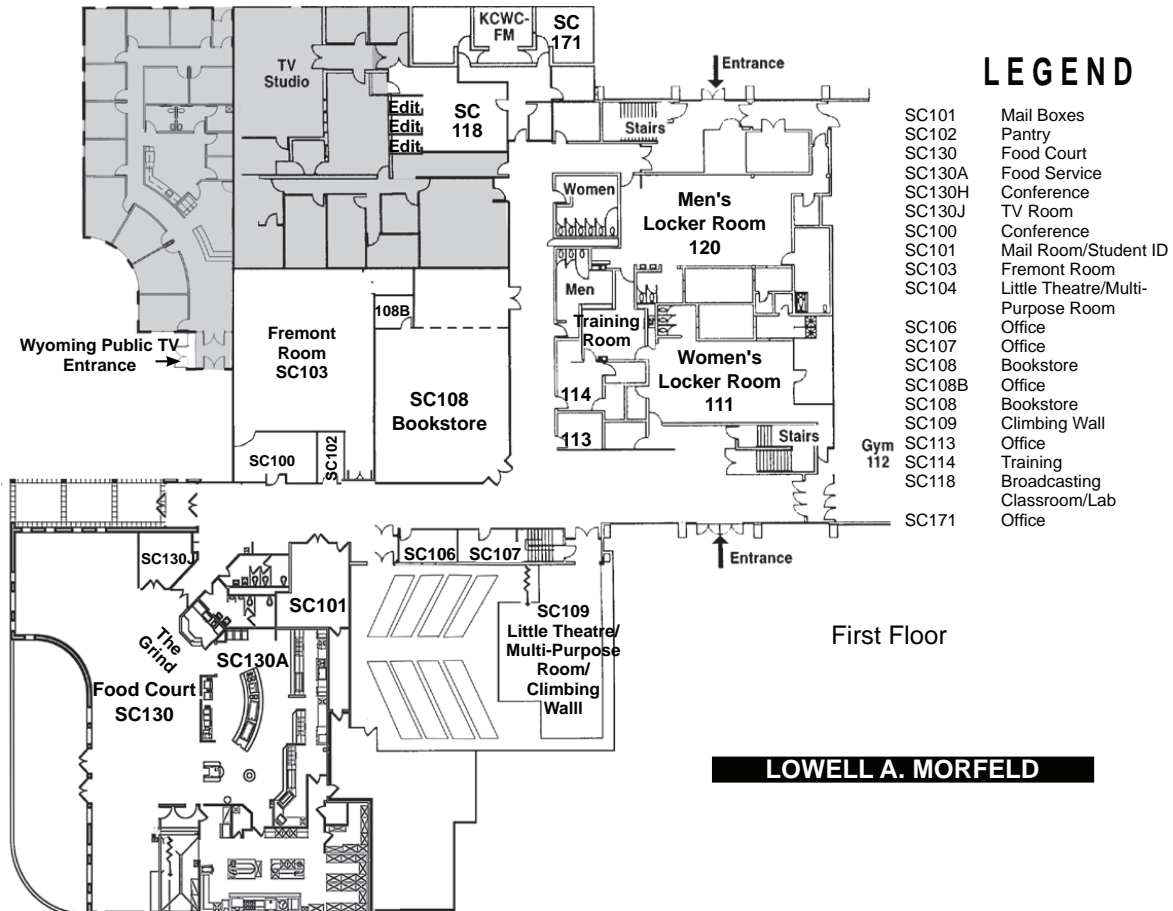 KCWC-
FM
SC
171
TV
Studio
Edit
Edit
Edit
SC
118
Entrance
Stairs
Women
Men's
Locker Room
120
Men
Training
Room
108B
Fremont
Room
SC103
Wyoming Public TV
Entrance
SC108
Bookstore
Women's
Locker Room
111
114
113
Stairs
Gym
112
SC100
SC102
SC130J
SC106
SC107
Entrance
SC101
SC109
Little Theatre/
Multi-Purpose
Room/
Climbing
Walll
The
Grind
SC130A
Food Court
SC130
LEGEND
SC101 Mail Boxes
SC102 Pantry
SC130 Food Court
SC130A Food Service
SC130H Conference
SC130J TV Room
SC100 Conference
SC101 Mail Room/Student ID
SC103 Fremont Room
SC104 Little Theatre/Multi-
Purpose Room
SC106 Office
SC107 Office
SC108 Bookstore
SC108B Office
SC108 Bookstore
SC109 Climbing Wall
SC113 Office
SC114 Training
SC118 Broadcasting
Classroom/Lab
SC171 Office
First Floor
LOWELL A. MORFELD